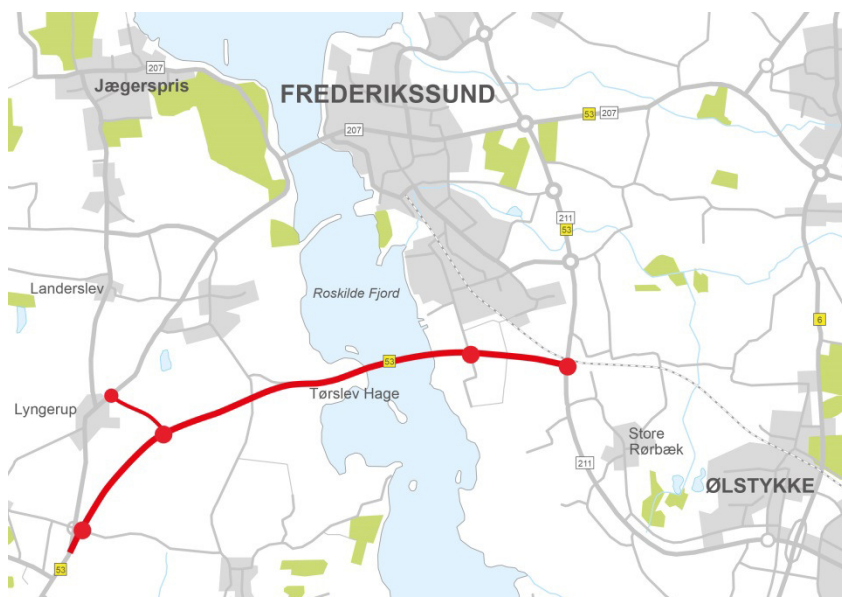 207
Jægerspris
FREDERIKSSUND
207
53
207
211
53
Landerslev
Roskilde Fjord
6
53
Tørslev Hage
Lyngerup
Store
Rørbæk
211
ØLSTYKKE
53